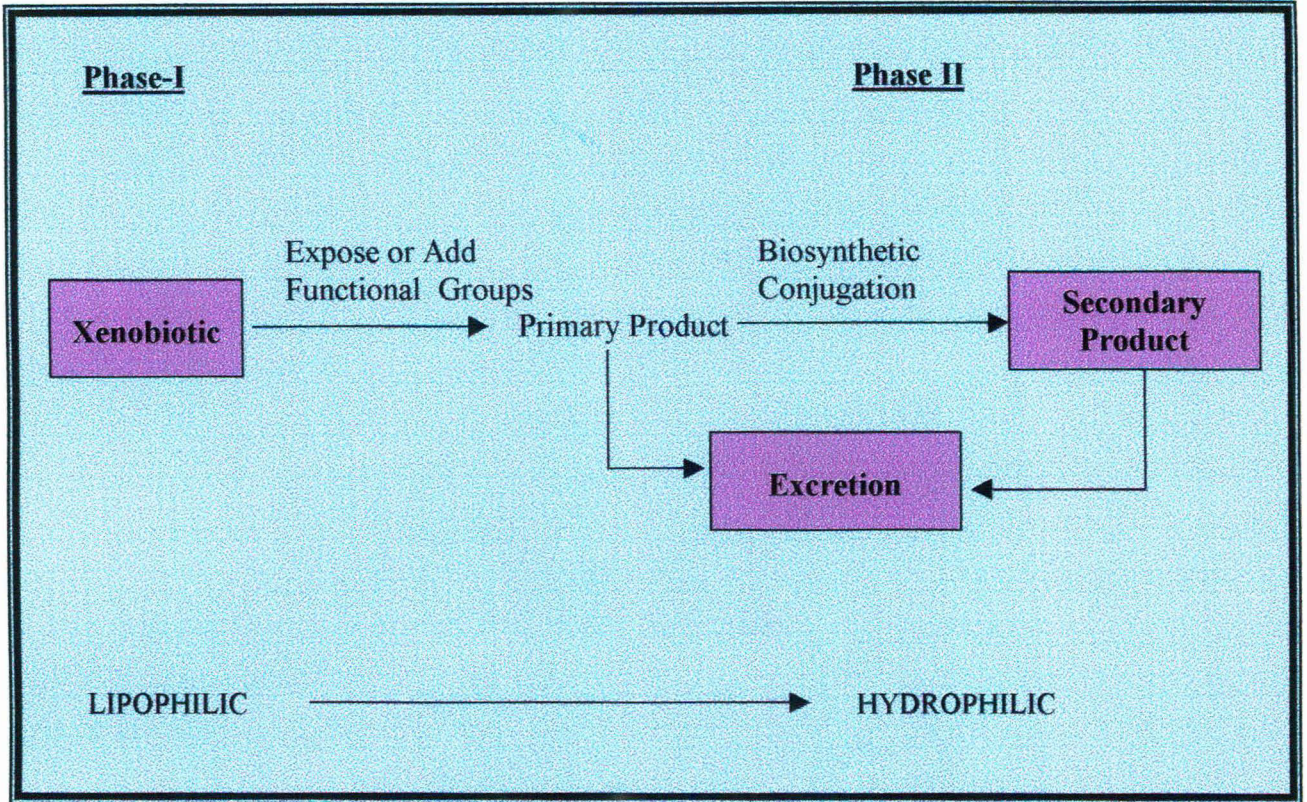 Phase-I
Phase II
Expose or Add
Functional Groups
Biosynthetic
Conjugation
Xenobiotic
Primary Product
Secondary
Product
Excretion
LIPOPHILIC
HYDROPHILIC